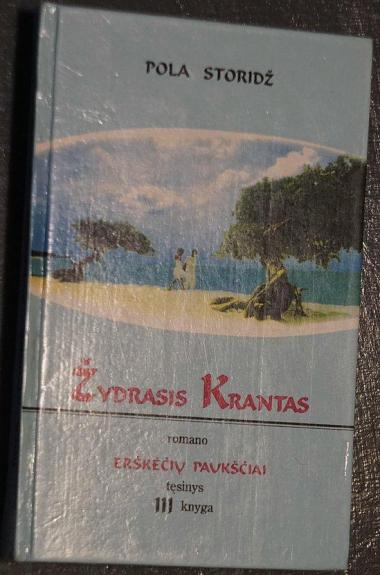 POLA STORIDŽ
ŽYDRASIS KRANTAS
romano
ERŠKĖČIŲ PAUKŠČIAI
tęsinys
III knyga